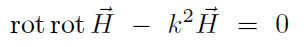 rot rot H⃗ − k²H⃗ = 0